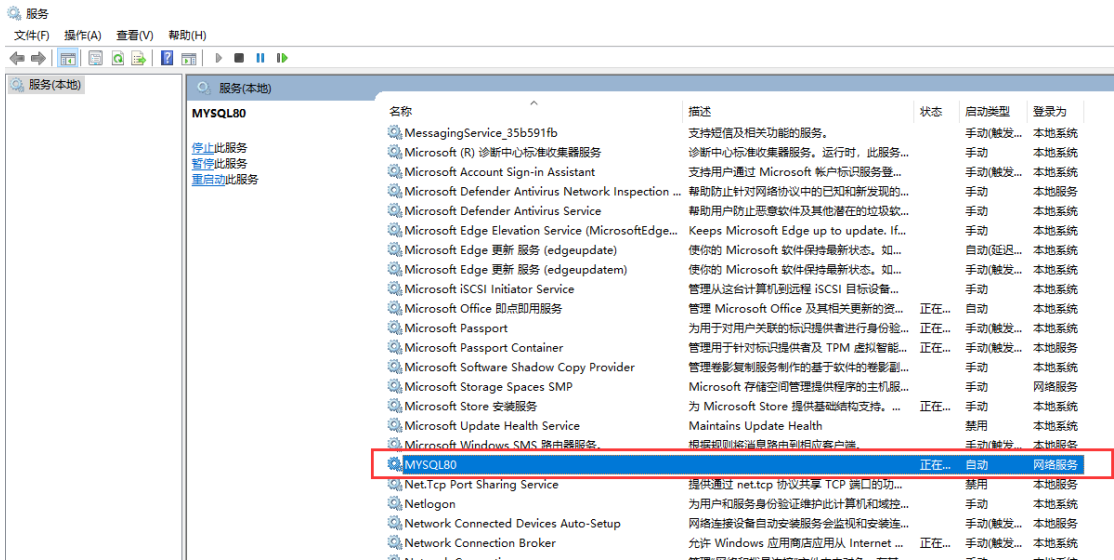 服务
文件(F) 操作(A) 查看(V) 帮助(H)
服务(本地)
服务(本地)
MYSQL80
停止此服务
暂停此服务
重启动此服务
名称 描述 状态 启动类型 登录为
MessagingService_35b591fb 支持短信及相关功能的服务。 手动(触发... 本地系统
Microsoft (R) 诊断中心标准收集器服务 诊断中心标准收集器服务。运行时，此服务... 手动 本地系统
Microsoft Account Sign-in Assistant 支持用户通过 Microsoft 帐户标识服务登... 手动(触发... 本地系统
Microsoft Defender Antivirus Network Inspection ... 帮助防止针对网络协议中的已知和新发现的... 手动 本地服务
Microsoft Defender Antivirus Service 帮助用户防止恶意软件及其他潜在的垃圾软... 手动 本地系统
Microsoft Edge Elevation Service (MicrosoftEdge... Keeps Microsoft Edge up to update. If... 手动 本地系统
Microsoft Edge 更新 服务 (edgeupdate) 使你的 Microsoft 软件保持最新状态。如... 自动(延迟... 本地系统
Microsoft Edge 更新 服务 (edgeupdatem) 使你的 Microsoft 软件保持最新状态。如... 手动(触发... 本地系统
Microsoft iSCSI Initiator Service 管理从这台计算机到远程 iSCSI 目标设备... 手动 本地系统
Microsoft Office 即点即用服务 管理 Microsoft Office 及其相关更新的资... 正在... 自动 本地系统
Microsoft Passport 为用于对用户关联的标识提供者进行身份验... 正在... 手动(触发... 本地系统
Microsoft Passport Container 管理用于针对标识提供者及 TPM 虚拟智能... 正在... 手动(触发... 本地服务
Microsoft Software Shadow Copy Provider 管理卷影复制服务制作的基于软件的卷影副... 手动 本地系统
Microsoft Storage Spaces SMP Microsoft 存储空间管理提供程序的主机服... 手动 网络服务
Microsoft Store 安装服务 为 Microsoft Store 提供基础结构支持。... 正在... 手动 本地系统
Microsoft Update Health Service Maintains Update Health 禁用 本地系统
Microsoft Windows SMS 路由器服务。 根据规则将消息路由到相应客户端。 手动(触发... 本地服务
MYSQL80 正在... 自动 网络服务
Net.Tcp Port Sharing Service 提供通过 net.tcp 协议共享 TCP 端口的功... 禁用 本地服务
Netlogon 为用户和服务身份验证维护此计算机和域控... 手动 本地系统
Network Connected Devices Auto-Setup 网络连接设备自动安装服务会监视和安装连... 手动(触发... 本地服务
Network Connection Broker 允许 Windows 应用商店应用从 Internet ... 正在... 手动(触发... 本地系统